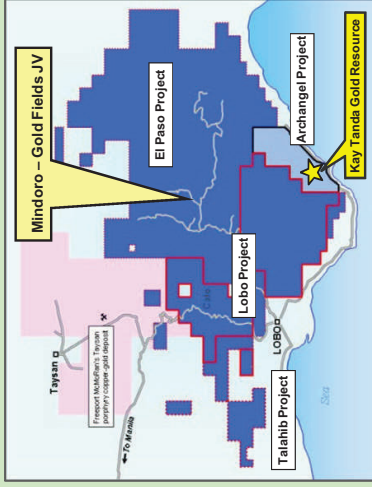 Mindoro – Gold Fields JV
El Paso Project
Taysan
Freeport McMoRan's Taysan
porphyry copper-gold deposit
To Manila
Archangel Project
Kay Tanda Gold Resource
Lobo Project
LOBO
Talahib Project
Sea